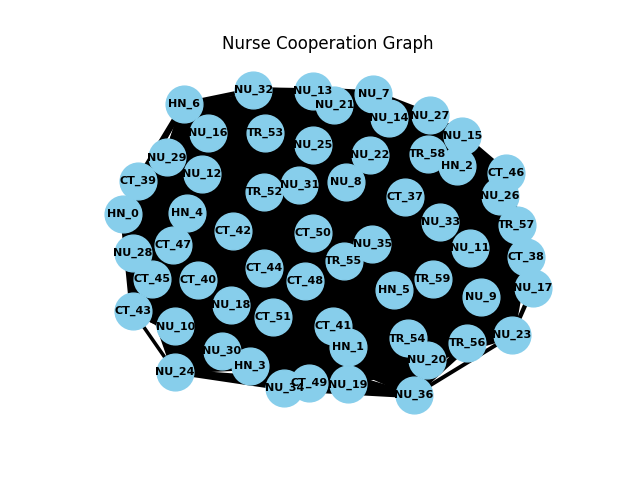 Nurse Cooperation Graph
NU_32
NU_13
NU_7
HN_6
NU_21
NU_27
NU_14
NU_16
TR_53
NU_15
NU_25
NU_29
NU_22
TR_58
HN_2
NU_12
CT_46
CT_39
NU_31
NU_8
TR_52
NU_26
CT_37
HN_0
HN_4
NU_33
TR_57
CT_42
CT_50
CT_47
NU_35
NU_11
NU_28
CT_38
TR_55
CT_44
CT_45
CT_40
CT_48
TR_59
NU_17
HN_5
NU_9
NU_18
CT_43
CT_51
NU_10
CT_41
NU_23
TR_54
TR_56
HN_1
NU_30
NU_20
HN_3
NU_24
CT_49
NU_19
NU_34
NU_36